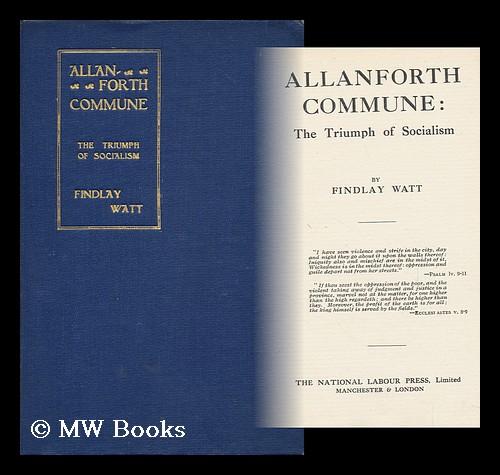 ALLAN-
FORTH
COMMUNE
THE TRIUMPH
OF SOCIALISM
FINDLAY
WATT
ALLANFORTH
COMMUNE:
The Triumph of Socialism
BY
FINDLAY WATT
"I have seen violence and strife in the city, day
and night they go about it upon the walls thereof:
Iniquity also and mischief are in the midst of it,
Wickedness is in the midst thereof: oppression and
guile depart not from her streets."
—PSALM lv. 9-11
"If thou seest the oppression of the poor, and the
violent taking away of judgment and justice in a
province, marvel not at the matter, for one higher
than the high regardeth; and there be higher than
they. Moreover, the profit of the earth is for all;
the king himself is served by the fields."
—ECCLESIASTES v. 8-9
THE NATIONAL LABOUR PRESS, Limited
MANCHESTER & LONDON
© MW Books